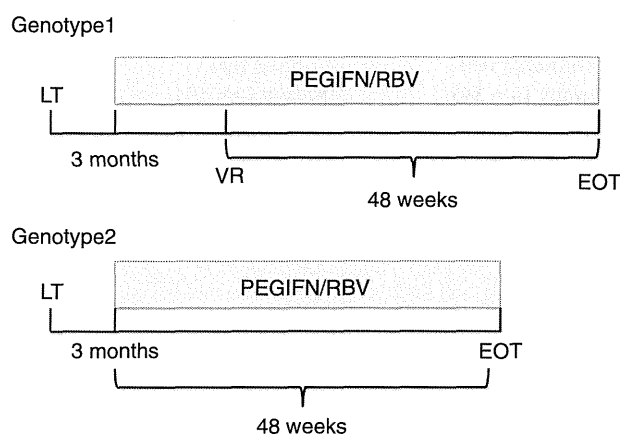 Genotype1
PEGIFN/RBV
LT
3 months
VR
EOT
48 weeks
Genotype2
PEGIFN/RBV
LT
3 months
EOT
48 weeks